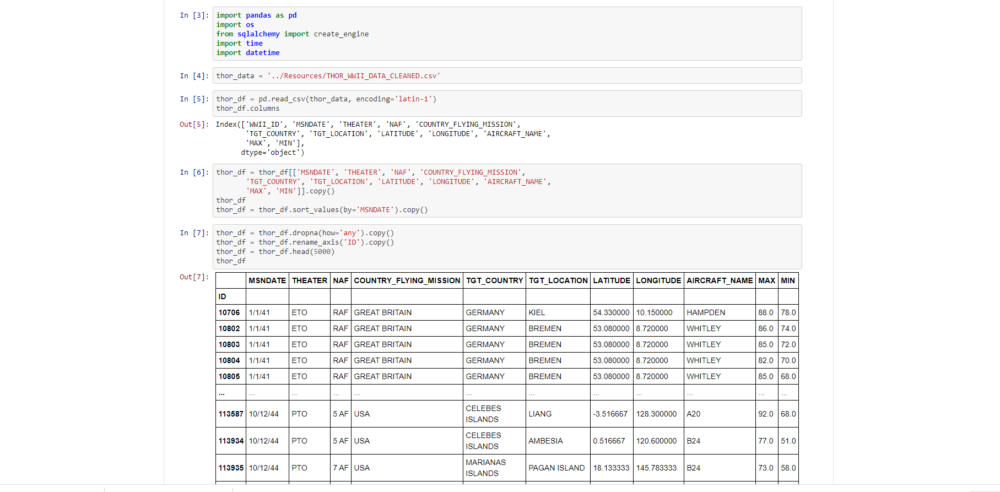 In [3]: import pandas as pd
import os
from sqlalchemy import create_engine
import time
import datetime
In [4]: thor_data = '../Resources/THOR_WWII_DATA_CLEANED.csv'
In [5]: thor_df = pd.read_csv(thor_data, encoding='latin-1')
thor_df.columns
Out[5]: Index(['WWII_ID', 'MSNDATE', 'THEATER', 'NAF', 'COUNTRY_FLYING_MISSION',
'TGT_COUNTRY', 'TGT_LOCATION', 'LATITUDE', 'LONGITUDE', 'AIRCRAFT_NAME',
'MAX', 'MIN'],
dtype='object')
In [6]: thor_df = thor_df[['MSNDATE', 'THEATER', 'NAF', 'COUNTRY_FLYING_MISSION',
'TGT_COUNTRY', 'TGT_LOCATION', 'LATITUDE', 'LONGITUDE', 'AIRCRAFT_NAME',
'MAX', 'MIN']].copy()
thor_df
thor_df = thor_df.sort_values(by='MSNDATE').copy()
In [7]: thor_df = thor_df.dropna(how='any').copy()
thor_df = thor_df.rename_axis('ID').copy()
thor_df = thor_df.head(5000)
thor_df
Out[7]: MSNDATE THEATER NAF COUNTRY_FLYING_MISSION TGT_COUNTRY TGT_LOCATION LATITUDE LONGITUDE AIRCRAFT_NAME MAX MIN
ID
10706 1/1/41 ETO RAF GREAT BRITAIN GERMANY KIEL 54.330000 10.150000 HAMPDEN 88.0 78.0
10802 1/1/41 ETO RAF GREAT BRITAIN GERMANY BREMEN 53.080000 8.720000 WHITLEY 86.0 74.0
10803 1/1/41 ETO RAF GREAT BRITAIN GERMANY BREMEN 53.080000 8.720000 WHITLEY 85.0 72.0
10804 1/1/41 ETO RAF GREAT BRITAIN GERMANY BREMEN 53.080000 8.720000 WHITLEY 82.0 70.0
10805 1/1/41 ETO RAF GREAT BRITAIN GERMANY BREMEN 53.080000 8.720000 WHITLEY 85.0 68.0
... ... ... ... ... ... ... ... ... ... ... ...
113587 10/12/44 PTO 5 AF USA CELEBES ISLANDS LIANG -3.516667 128.300000 A20 92.0 68.0
113934 10/12/44 PTO 5 AF USA CELEBES ISLANDS AMBESIA 0.516667 120.600000 B24 77.0 51.0
113935 10/12/44 PTO 7 AF USA MARIANAS ISLANDS PAGAN ISLAND 18.133333 145.783333 B24 73.0 58.0